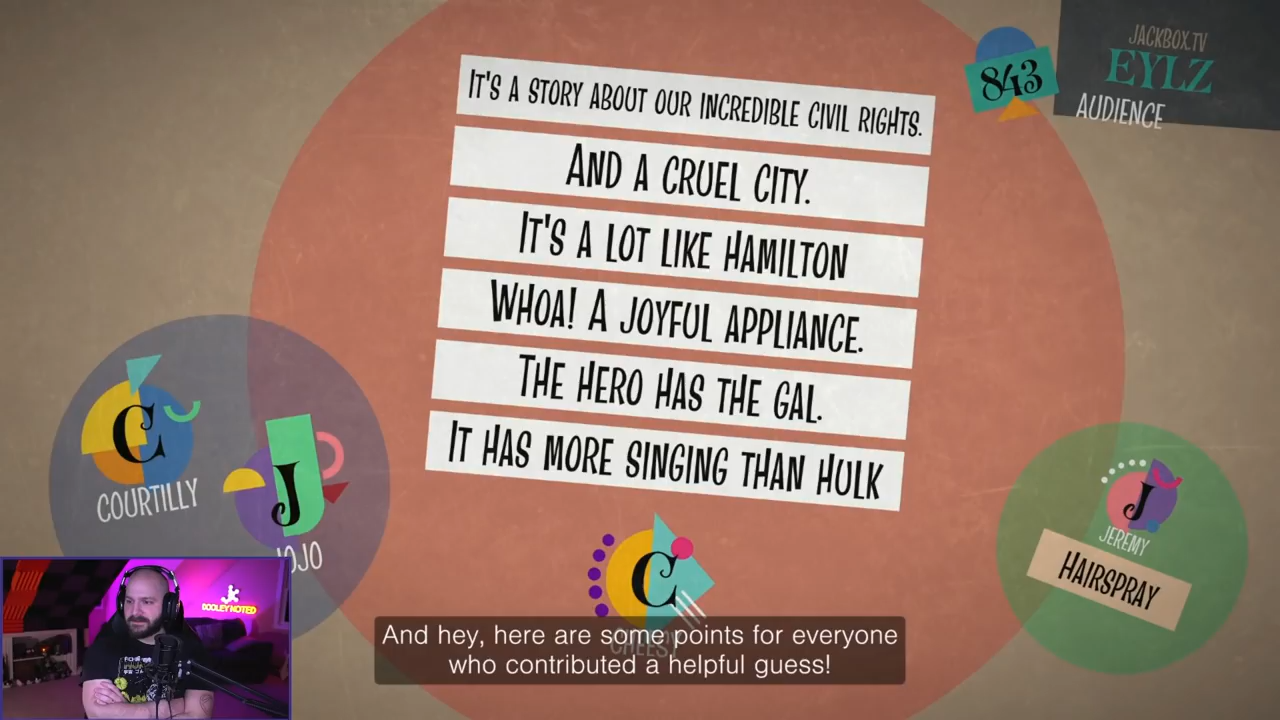 JACKBOX.TV
EYLZ
843
AUDIENCE
IT'S A STORY ABOUT OUR INCREDIBLE CIVIL RIGHTS.
AND A CRUEL CITY.
IT'S A LOT LIKE HAMILTON
WHOA! A JOYFUL APPLIANCE.
THE HERO HAS THE GAL.
IT HAS MORE SINGING THAN HULK
C
COURTILLY
J
JOJO
C
J
JEREMY
HAIRSPRAY
DOOLEY NOTED
And hey, here are some points for everyone
who contributed a helpful guess!